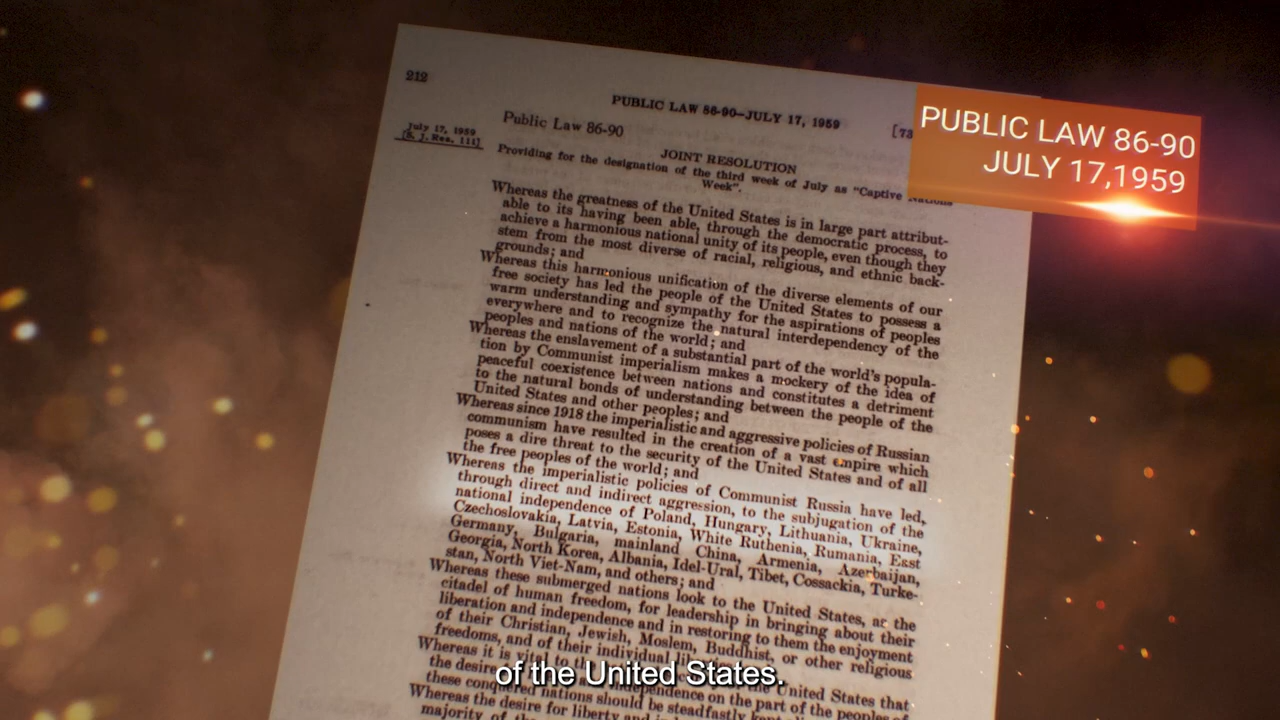 212
PUBLIC LAW 86-90—JULY 17, 1959
[73
PUBLIC LAW 86-90
JULY 17,1959
July 17, 1959
[S. J. Res. 111]
Public Law 86-90
JOINT RESOLUTION
Providing for the designation of the third week of July as "Captive Nations
Week".
Whereas the greatness of the United States is in large part attribut-
able to its having been able, through the democratic process, to
achieve a harmonious national unity of its people, even though they
stem from the most diverse of racial, religious, and ethnic back-
grounds; and
Whereas this harmonious unification of the diverse elements of our
free society has led the people of the United States to possess a
warm understanding and sympathy for the aspirations of peoples
everywhere and to recognize the natural interdependency of the
peoples and nations of the world; and
Whereas the enslavement of a substantial part of the world's popula-
tion by Communist imperialism makes a mockery of the idea of
peaceful coexistence between nations and constitutes a detriment
to the natural bonds of understanding between the people of the
United States and other peoples; and
Whereas since 1918 the imperialistic and aggressive policies of Russian
communism have resulted in the creation of a vast empire which
poses a dire threat to the security of the United States and of all
the free peoples of the world; and
Whereas the imperialistic policies of Communist Russia have led,
through direct and indirect aggression, to the subjugation of the
national independence of Poland, Hungary, Lithuania, Ukraine,
Czechoslovakia, Latvia, Estonia, White Ruthenia, Rumania, East
Germany, Bulgaria, mainland China, Armenia, Azerbaijan,
Georgia, North Korea, Albania, Idel-Ural, Tibet, Cossackia, Turke-
stan, North Viet-Nam, and others; and
Whereas these submerged nations look to the United States, as the
citadel of human freedom, for leadership in bringing about their
liberation and independence and in restoring to them the enjoyment
of their Christian, Jewish, Moslem, Buddhist, or other religious
freedoms, and of their individual
Whereas it is vital to the United States that
the desire independence on the part of the peoples of
these conquered nations should be steadfastly
Whereas the desire for liberty and
majority of
of the United States.